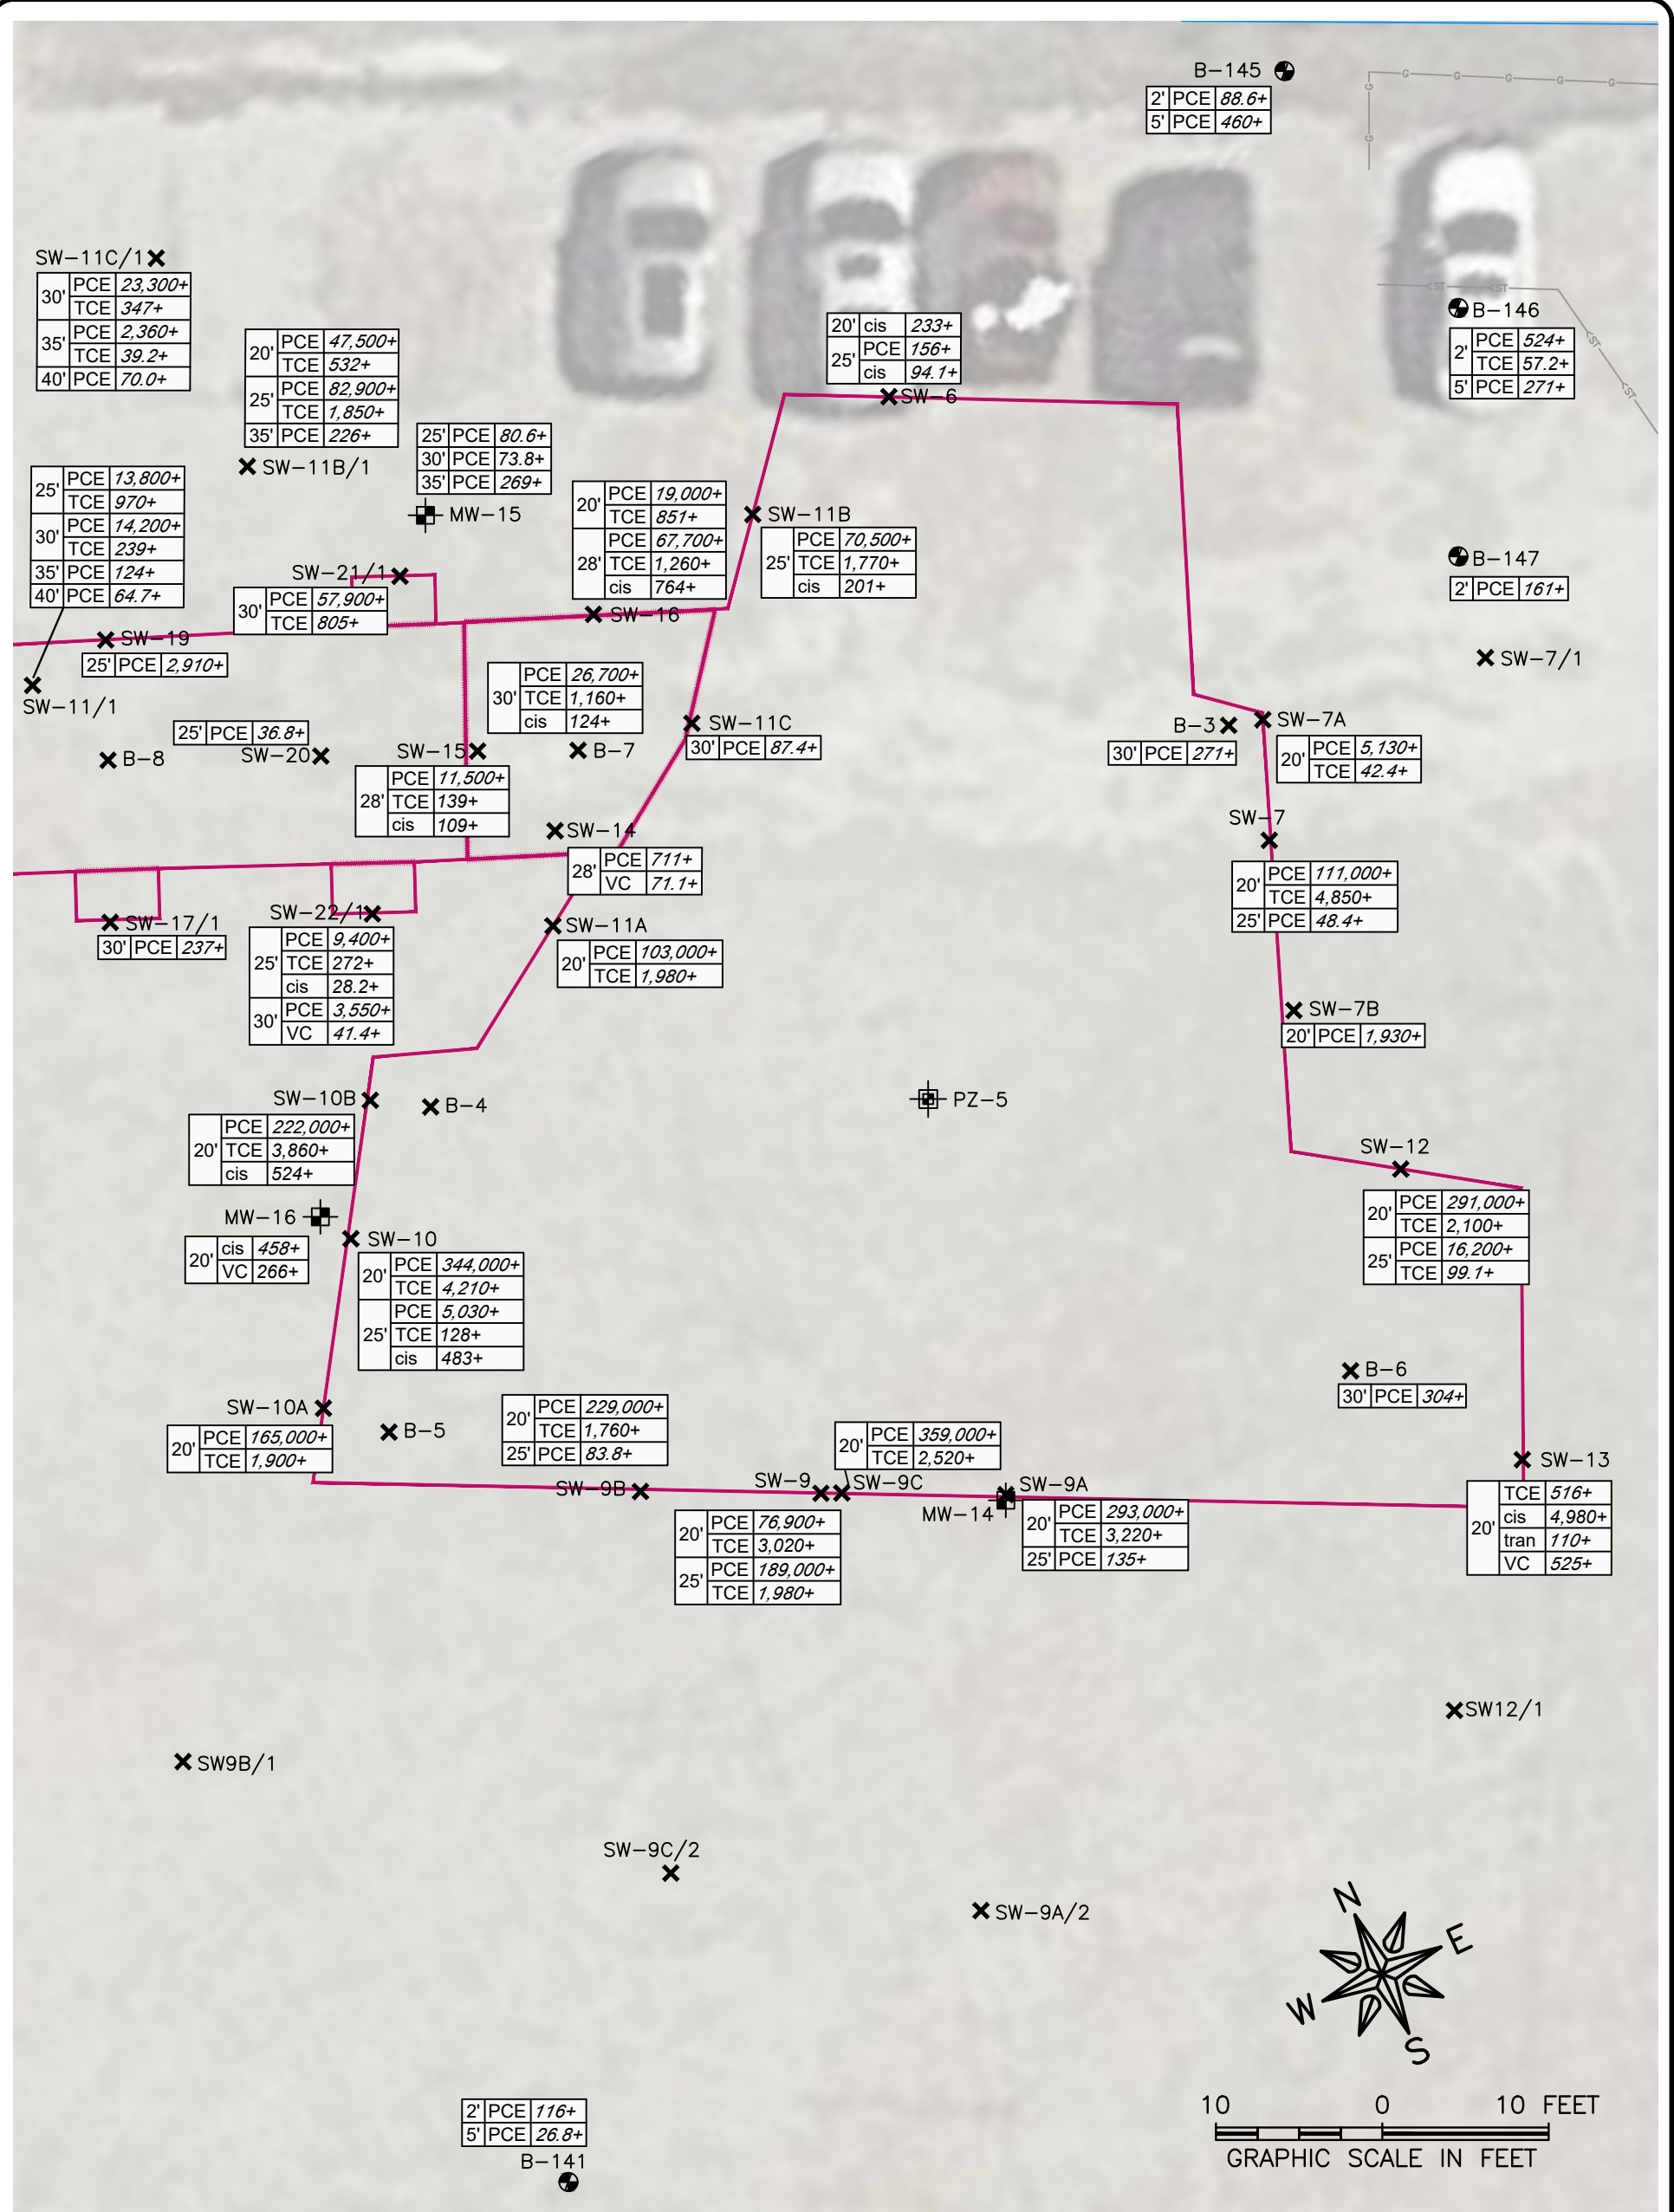 B-145
2' PCE 88.6+
5' PCE 460+
G G G G G
G
G
SW-11C/1
30' PCE 23,300+
TCE 347+
35' PCE 2,360+
TCE 39.2+
40' PCE 70.0+
<ST <ST
B-146
2' PCE 524+
TCE 57.2+
5' PCE 271+
<ST
<ST
20' PCE 47,500+
TCE 532+
25' PCE 82,900+
TCE 1,850+
35' PCE 226+
SW-11B/1
20' cis 233+
25' PCE 156+
cis 94.1+
SW-6
25' PCE 80.6+
30' PCE 73.8+
35' PCE 269+
MW-15
25' PCE 13,800+
TCE 970+
30' PCE 14,200+
TCE 239+
35' PCE 124+
40' PCE 64.7+
SW-11/1
20' PCE 19,000+
TCE 851+
28' PCE 67,700+
TCE 1,260+
cis 764+
SW-16
SW-11B
25' PCE 70,500+
TCE 1,770+
cis 201+
B-147
2' PCE 161+
SW-21/1
30' PCE 57,900+
TCE 805+
SW-19
25' PCE 2,910+
SW-7/1
30' PCE 26,700+
TCE 1,160+
cis 124+
B-7
SW-11C
30' PCE 87.4+
B-3
30' PCE 271+
SW-7A
20' PCE 5,130+
TCE 42.4+
25' PCE 36.8+
SW-20
B-8
SW-15
28' PCE 11,500+
TCE 139+
cis 109+
SW-14
28' PCE 711+
VC 71.1+
SW-7
20' PCE 111,000+
TCE 4,850+
25' PCE 48.4+
SW-17/1
30' PCE 237+
SW-22/1
25' PCE 9,400+
TCE 272+
cis 28.2+
30' PCE 3,550+
VC 41.4+
SW-11A
20' PCE 103,000+
TCE 1,980+
SW-7B
20' PCE 1,930+
SW-10B
20' PCE 222,000+
TCE 3,860+
cis 524+
B-4
PZ-5
SW-12
20' PCE 291,000+
TCE 2,100+
25' PCE 16,200+
TCE 99.1+
MW-16
20' cis 458+
VC 266+
SW-10
20' PCE 344,000+
TCE 4,210+
25' PCE 5,030+
TCE 128+
cis 483+
B-6
30' PCE 304+
SW-10A
20' PCE 165,000+
TCE 1,900+
B-5
20' PCE 229,000+
TCE 1,760+
25' PCE 83.8+
SW-9B
20' PCE 359,000+
TCE 2,520+
SW-9 SW-9C
20' PCE 76,900+
TCE 3,020+
25' PCE 189,000+
TCE 1,980+
SW-9A
MW-14
20' PCE 293,000+
TCE 3,220+
25' PCE 135+
SW-13
20' TCE 516+
cis 4,980+
tran 110+
VC 525+
SW12/1
SW9B/1
SW-9C/2
SW-9A/2
N
E
W
S
2' PCE 116+
5' PCE 26.8+
B-141
10 0 10 FEET
GRAPHIC SCALE IN FEET